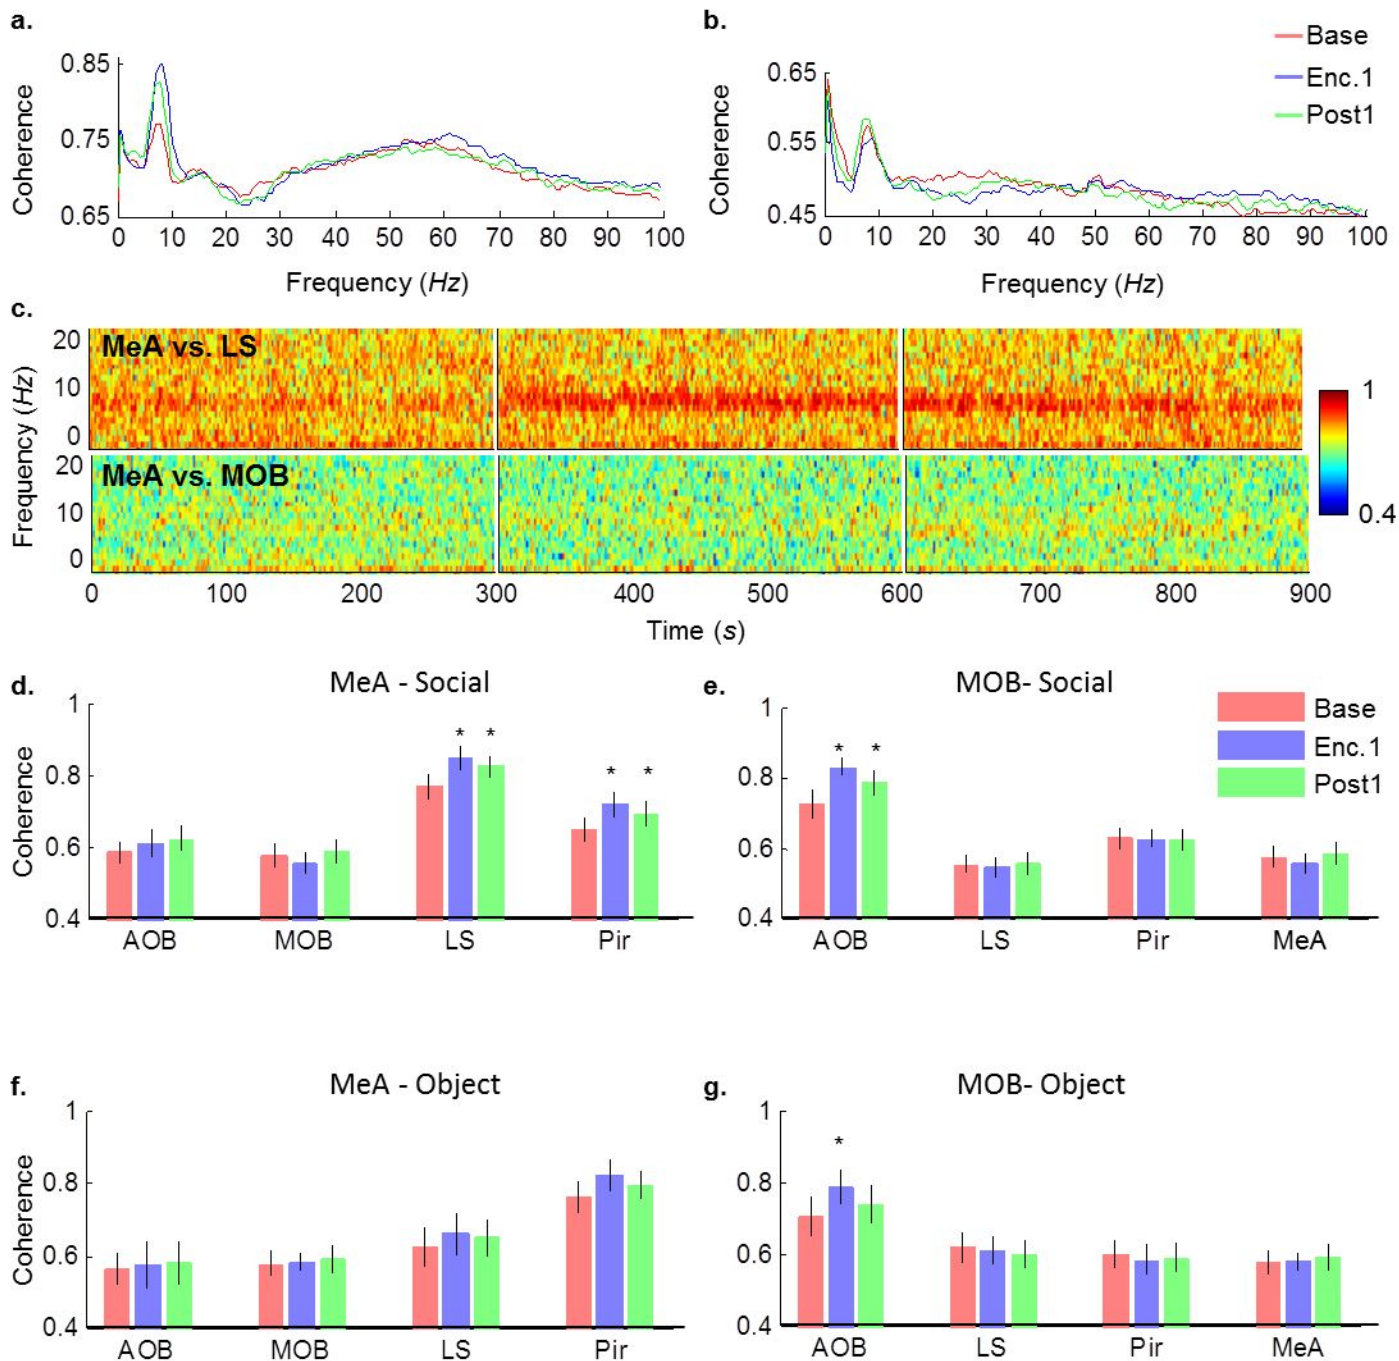 a.
0.85
0.75
0.65
Coherence
0 10 20 30 40 50 60 70 80 90 100
Frequency (Hz)
b.
0.65
0.55
0.45
Coherence
0 10 20 30 40 50 60 70 80 90 100
Frequency (Hz)
Base
Enc.1
Post1
c.
Frequency (Hz)
20
10
0
MeA vs. LS
20
10
0
MeA vs. MOB
0 100 200 300 400 500 600 700 800 900
Time (s)
1
0.4
d.
MeA - Social
1
0.8
0.6
0.4
Coherence
* * * *
AOB MOB LS Pir
e.
MOB- Social
1
0.8
0.6
0.4
* *
AOB LS Pir MeA
Base
Enc.1
Post1
f.
MeA - Object
1
0.8
0.6
0.4
Coherence
AOB MOB LS Pir
g.
MOB- Object
1
0.8
0.6
0.4
*
AOB LS Pir MeA